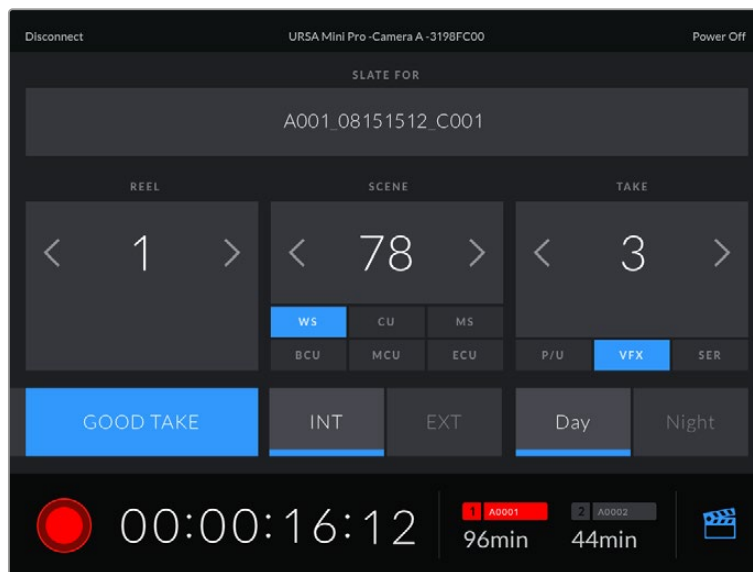 Disconnect URSA Mini Pro -Camera A -3198FC00 Power Off
SLATE FOR
A001_08151512_C001
REEL SCENE TAKE
1 78 3
WS CU MS
BCU MCU ECU P/U VFX SER
GOOD TAKE INT EXT Day Night
00:00:16:12
1 A0001 2 A0002
96min 44min